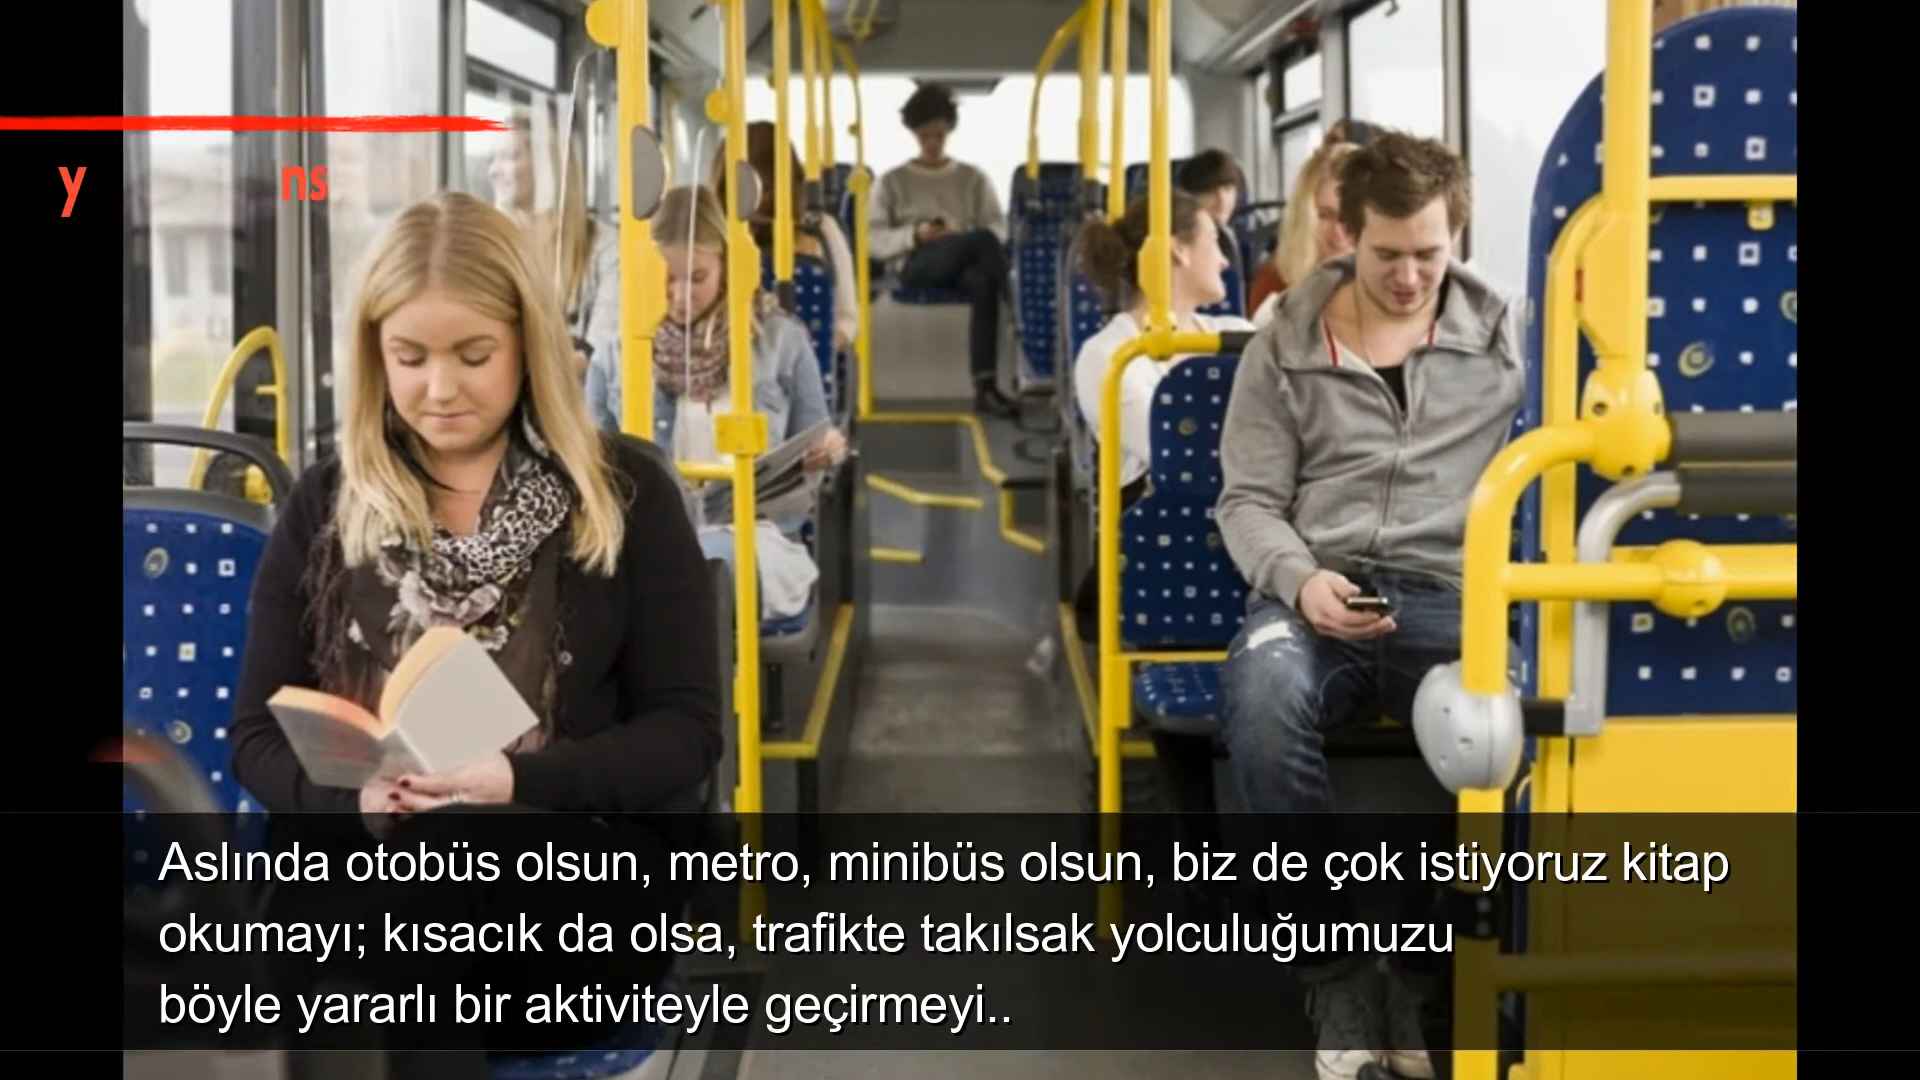 y ns
Aslında otobüs olsun, metro, minibüs olsun, biz de çok istiyoruz kitap
okumayı; kısacık da olsa, trafikte takılsak yolculuğumuzu
böyle yararlı bir aktiviteyle geçirmeyi..